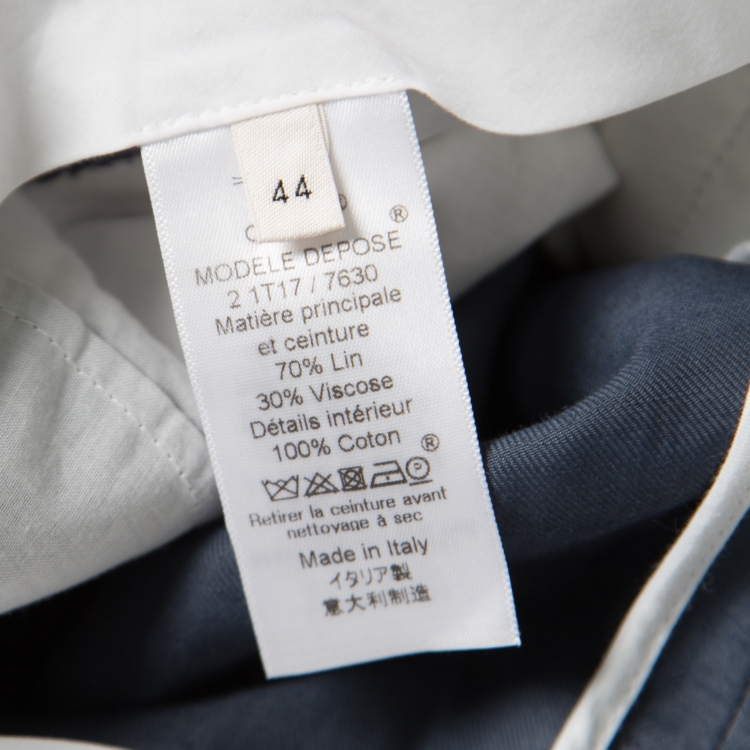 44
®
MODELE DEPOSE
2 1T17 / 7630
Matière principale
et ceinture
70% Lin
30% Viscose
Détails intérieur
100% Coton
®
P
Retirer la ceinture avant
nettoyage à sec
Made in Italy
イタリア製
意大利制造